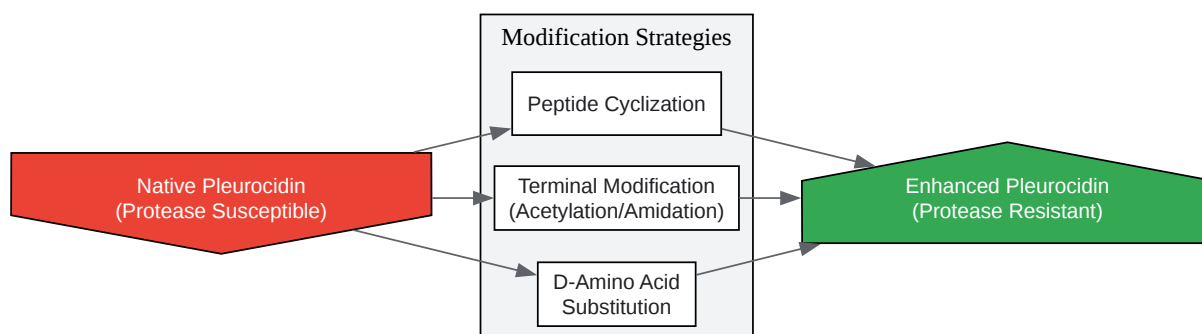 Modification Strategies
Peptide Cyclization
Native Pleurocidin
(Protease Susceptible)
Terminal Modification
(Acetylation/Amidation)
Enhanced Pleurocidin
(Protease Resistant)
D-Amino Acid
Substitution